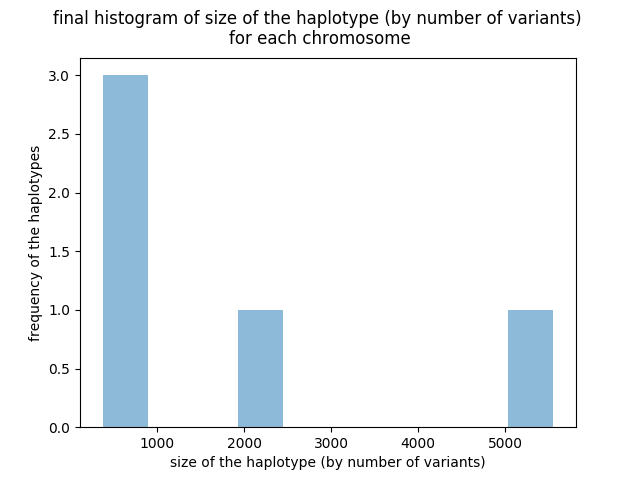 final histogram of size of the haplotype (by number of variants)
for each chromosome
3.0
2.5
2.0
1.5
1.0
0.5
0.0
frequency of the haplotypes
1000 2000 3000 4000 5000
size of the haplotype (by number of variants)